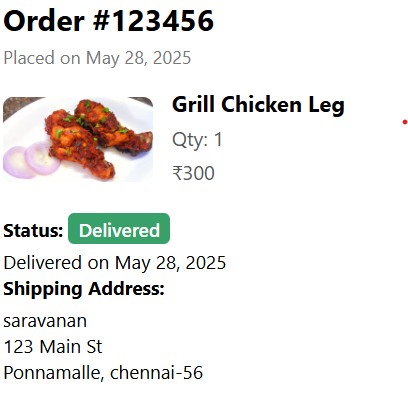 Order #123456
Placed on May 28, 2025
Grill Chicken Leg
Qty: 1
₹300
Status: Delivered
Delivered on May 28, 2025
Shipping Address:
saravanan
123 Main St
Ponnamalle, chennai-56